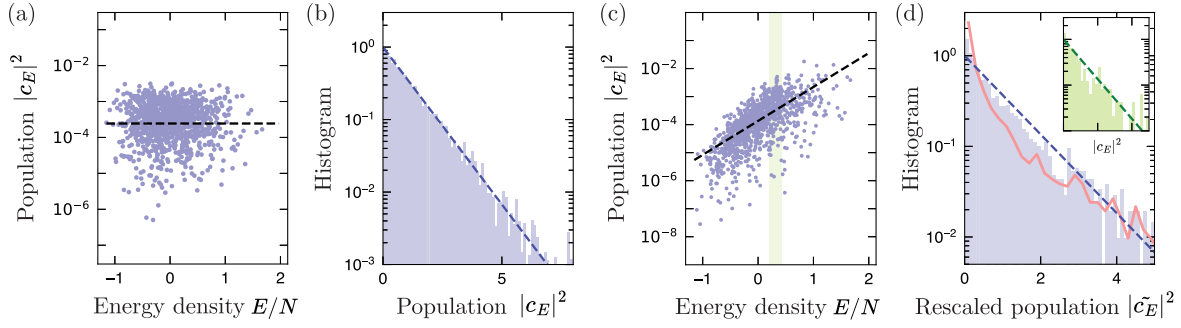 (a)
Population |c_E|^2
10^−2
10^−4
10^−6
−1 0 1 2
Energy density E/N
(b)
Histogram
10^0
10^−1
10^−2
10^−3
0 5
Population |c_E|^2
(c)
Population |c_E|^2
10^−2
10^−4
10^−6
10^−8
−1 0 1 2
Energy density E/N
(d)
Histogram
10^0
10^−1
10^−2
0 2 4
Rescaled population |c̃_E|^2
|c_E|^2